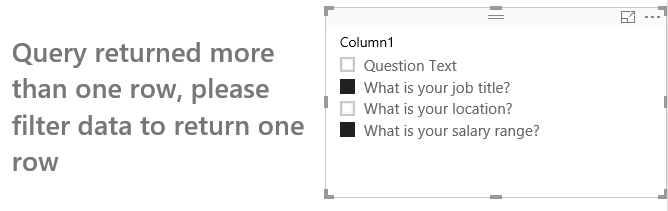 Query returned more
than one row, please
filter data to return one
row
Column1
Question Text
What is your job title?
What is your location?
What is your salary range?